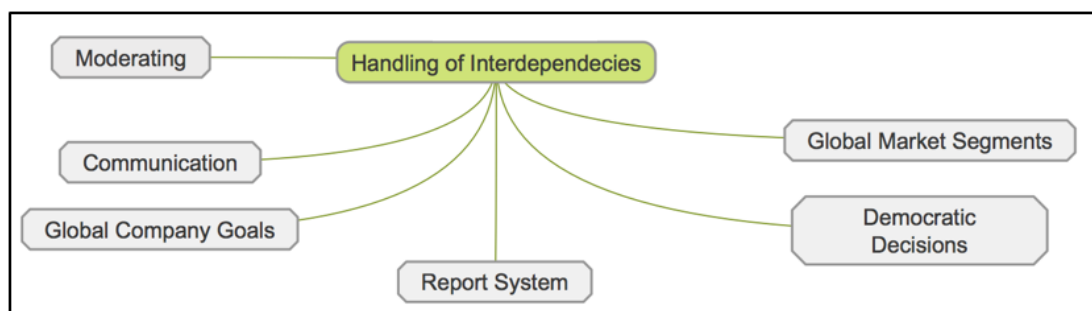 Moderating
Handling of Interdependecies
Global Market Segments
Communication
Global Company Goals
Democratic
Decisions
Report System